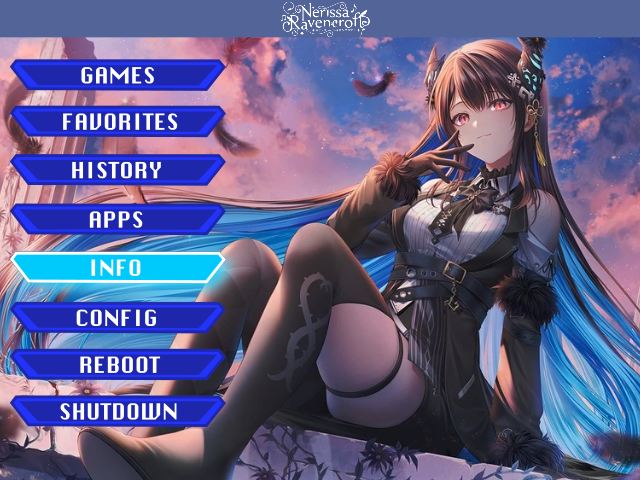 Nerissa
Ravencroft
GAMES
FAVORITES
HISTORY
APPS
INFO
CONFIG
REBOOT
SHUTDOWN